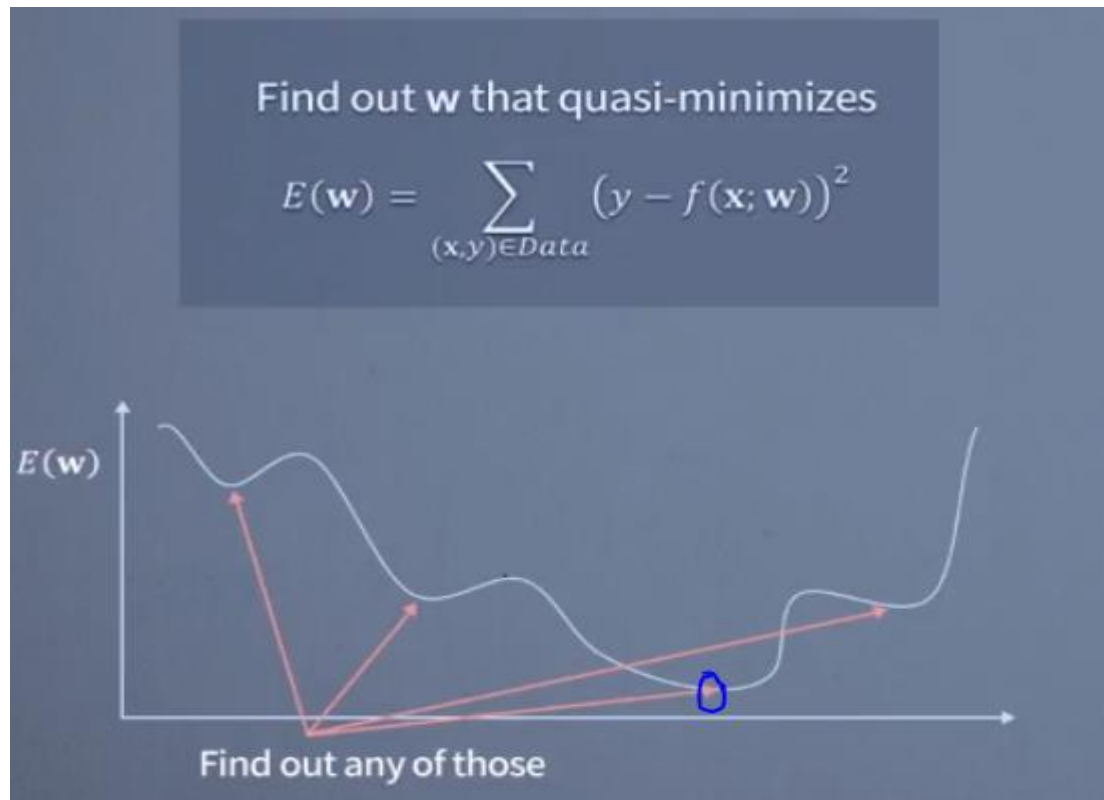 Find out w that quasi-minimizes
E(w) = ∑ (y − f(x; w))²
(x,y)∈Data
E(w)
Find out any of those